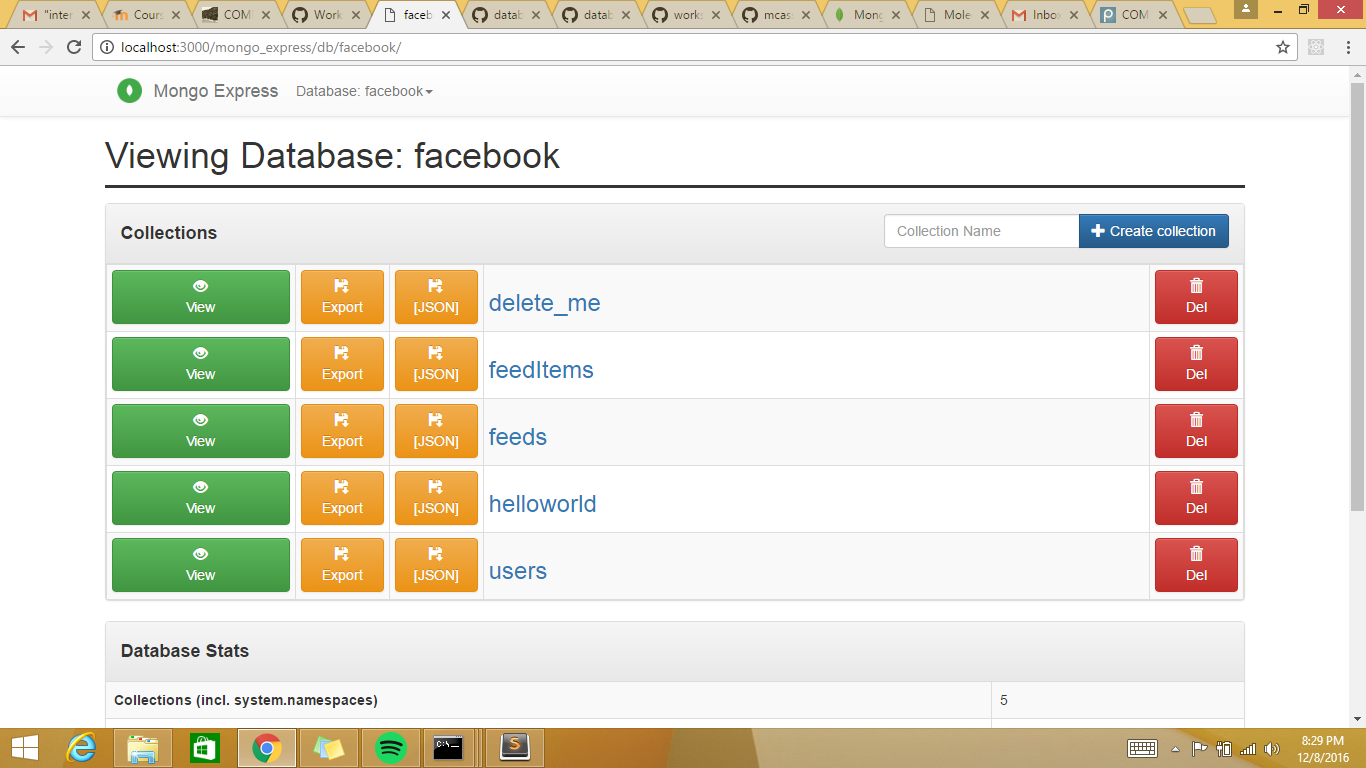 "inter
Cours
COM
Work
faceb
datab
datab
works
mcas
Mong
Mole
Inbox
COM
localhost:3000/mongo_express/db/facebook/
Mongo Express
Database: facebook
Viewing Database: facebook
Collections
Collection Name
Create collection
View
Export
[JSON]
delete_me
Del
View
Export
[JSON]
feedItems
Del
View
Export
[JSON]
feeds
Del
View
Export
[JSON]
helloworld
Del
View
Export
[JSON]
users
Del
Database Stats
Collections (incl. system.namespaces)
5
8:29 PM
12/8/2016